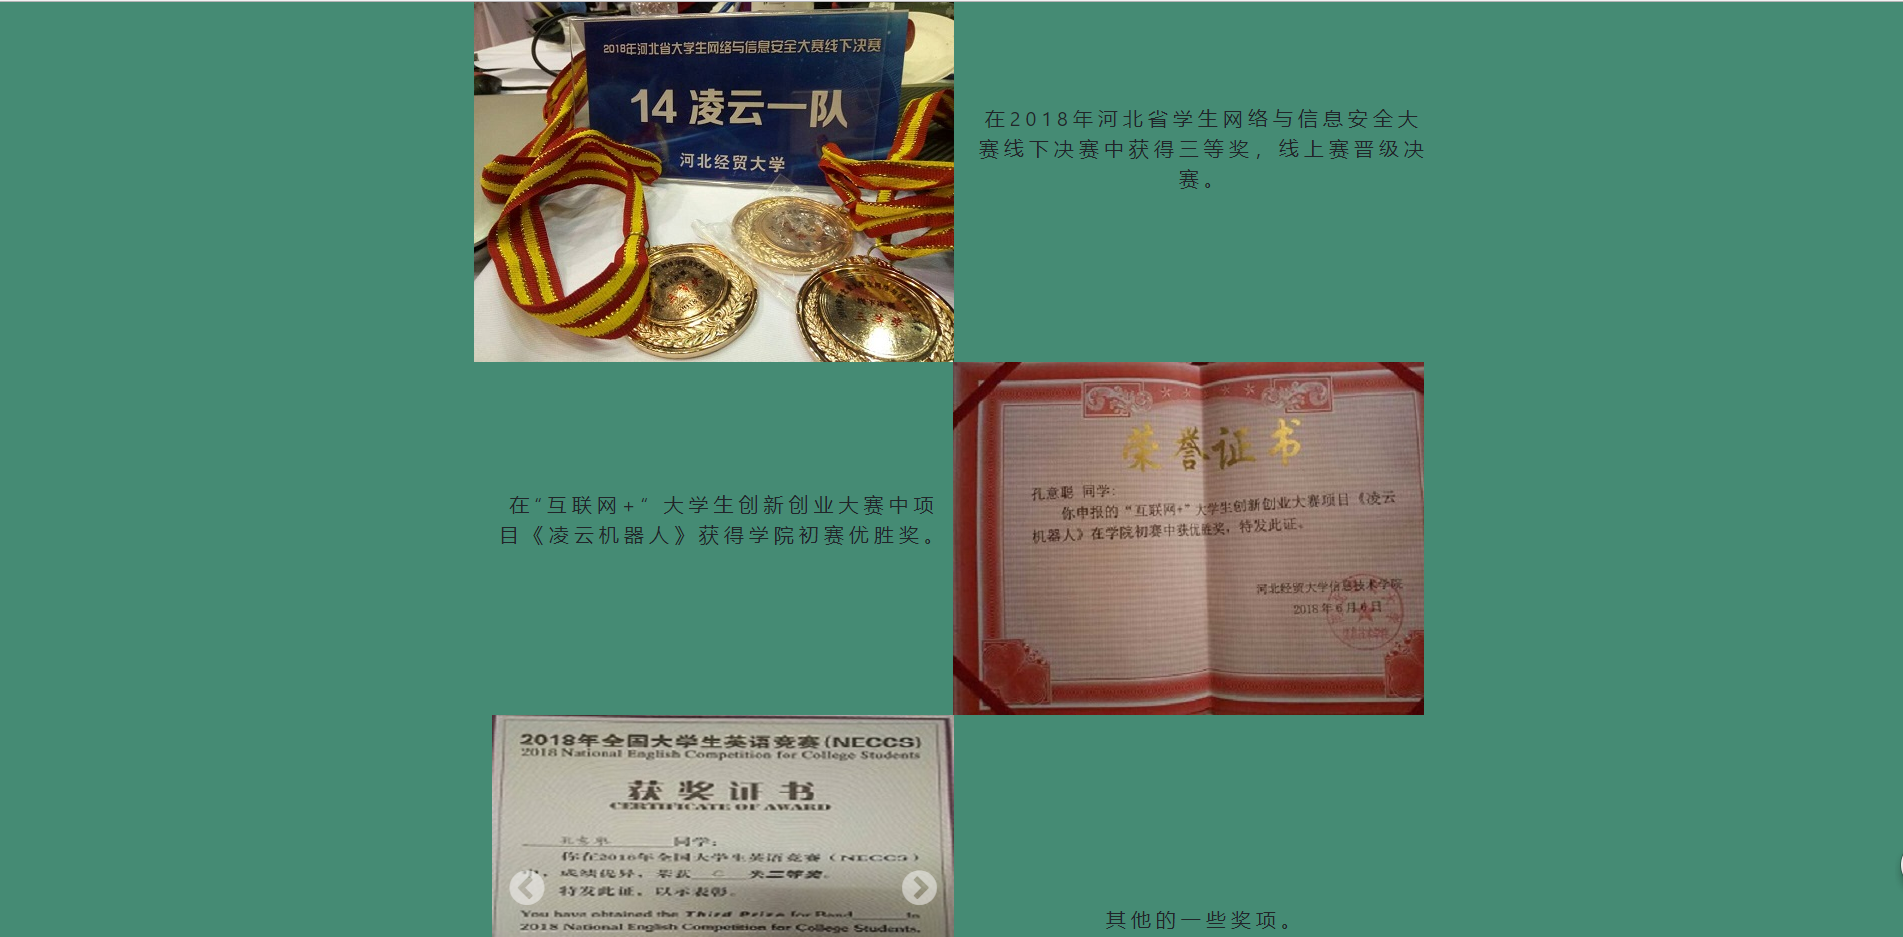 2018年河北省大学生网络与信息安全大赛线下决赛
14 凌云一队
河北经贸大学
线下决赛
三等奖
在2018年河北省学生网络与信息安全大
赛线下决赛中获得三等奖，线上赛晋级决
赛。
在“互联网+“ 大学生创新创业大赛中项
目《凌云机器人》获得学院初赛优胜奖。
荣誉证书
孔意聪 同学：
你申报的“互联网+”大学生创新创业大赛项目《凌云
机器人》在学院初赛中获优胜奖，特发此证。
河北经贸大学信息技术学院
2018年6月6日
2018年全国大学生英语竞赛(NECCS)
2018 National English Competition for College Students
获奖证书
CERTIFICATE OF AWARD
同学：
你在2018年全国大学生英语竞赛（NECCS）
中，成绩优异，荣获 C 类三等奖。
特发此证，以示表彰。
You have obtained the Third Prize for Band in
2018 National English Competition for College Students.
其他的一些奖项。